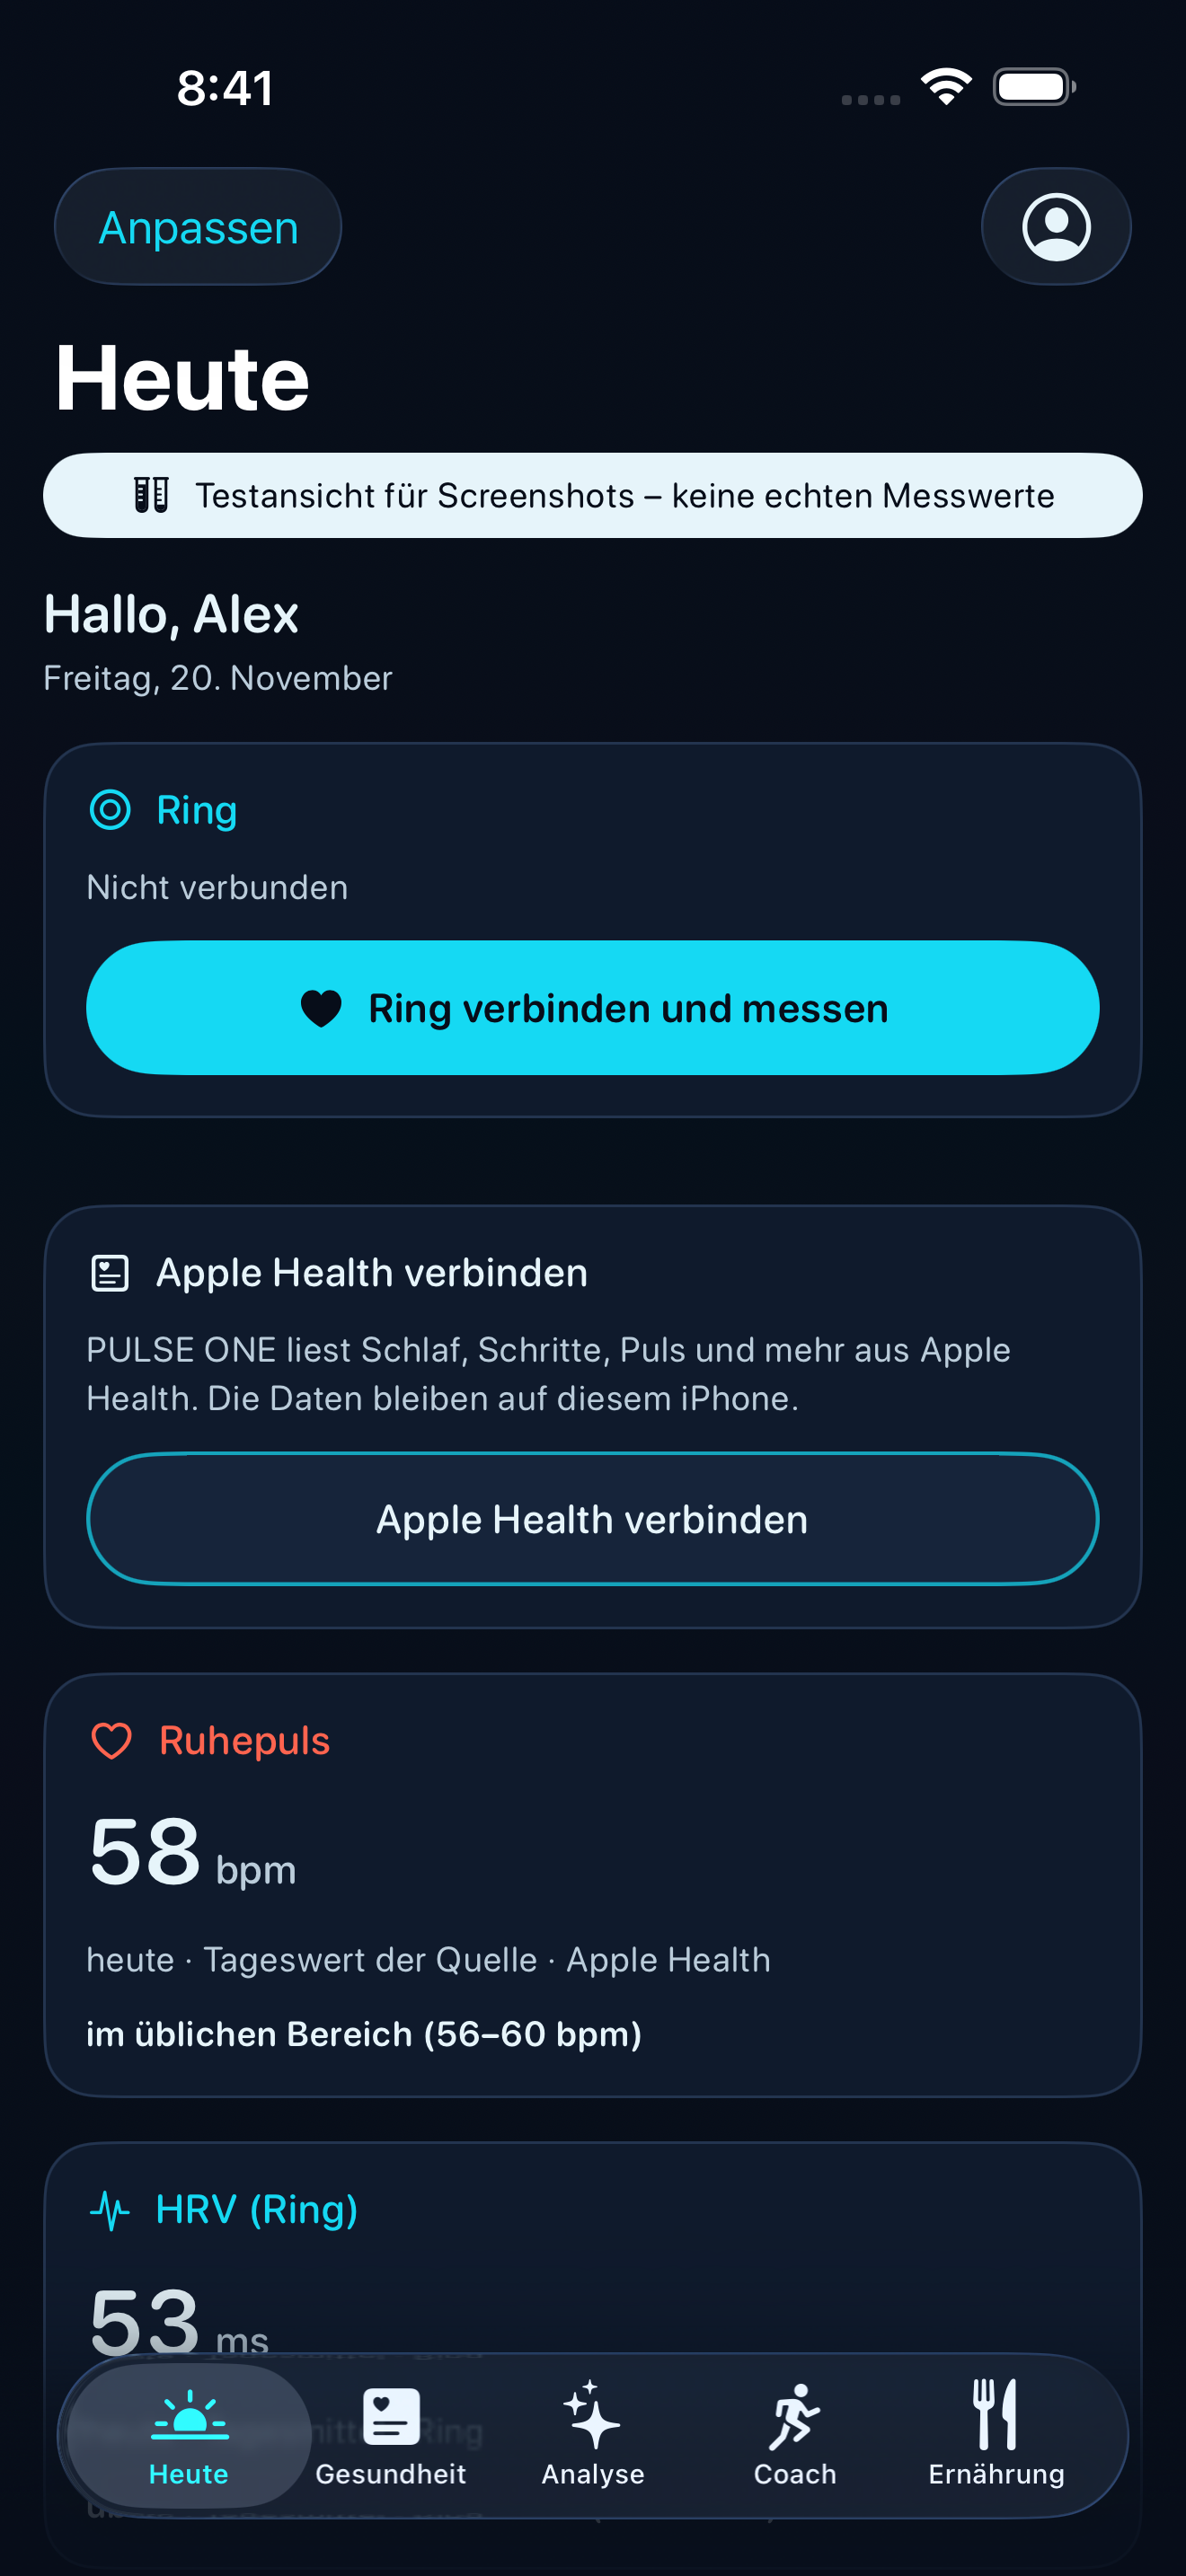 8:41
Anpassen
Heute
Testansicht für Screenshots – keine echten Messwerte
Hallo, Alex
Freitag, 20. November
Ring
Nicht verbunden
Ring verbinden und messen
Apple Health verbinden
PULSE ONE liest Schlaf, Schritte, Puls und mehr aus Apple
Health. Die Daten bleiben auf diesem iPhone.
Apple Health verbinden
Ruhepuls
58 bpm
heute · Tageswert der Quelle · Apple Health
im üblichen Bereich (56–60 bpm)
HRV (Ring)
53 ms
Heute Gesundheit Analyse Coach Ernährung